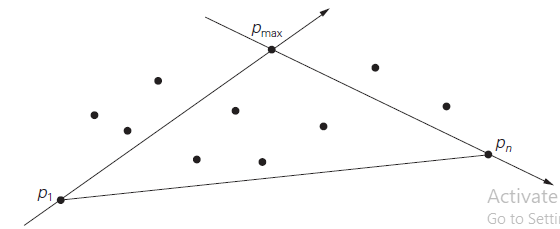 pmax
p1
pn
Activate
Go to Setti